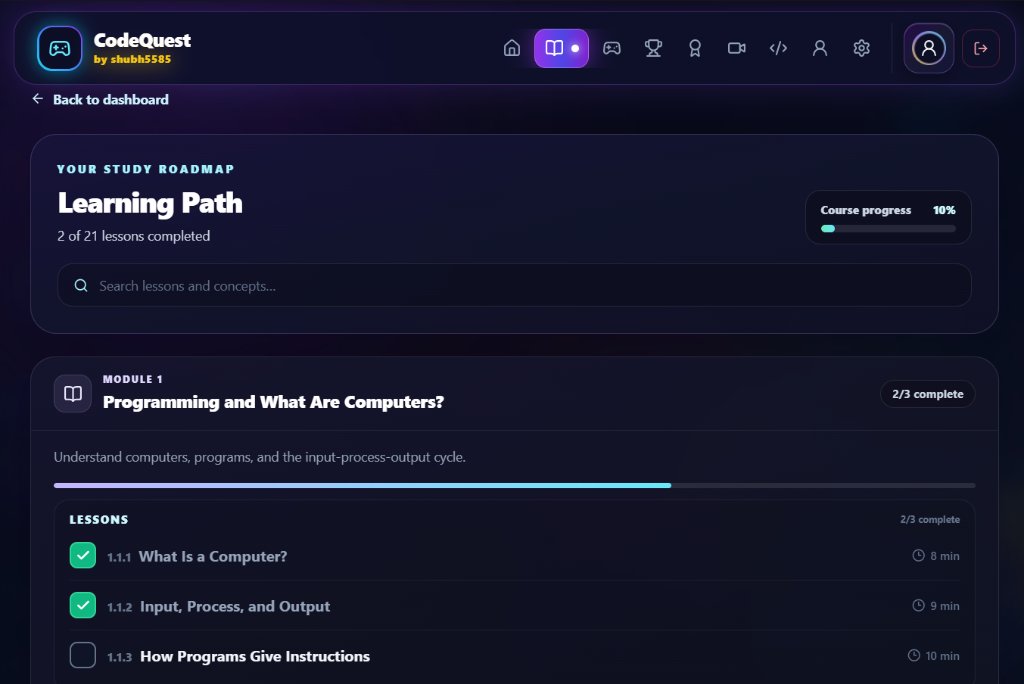 CodeQuest
by shubh5585
Back to dashboard
YOUR STUDY ROADMAP
Learning Path
2 of 21 lessons completed
Course progress 10%
Search lessons and concepts...
MODULE 1
Programming and What Are Computers?
2/3 complete
Understand computers, programs, and the input-process-output cycle.
LESSONS 2/3 complete
1.1.1 What Is a Computer? 8 min
1.1.2 Input, Process, and Output 9 min
1.1.3 How Programs Give Instructions 10 min